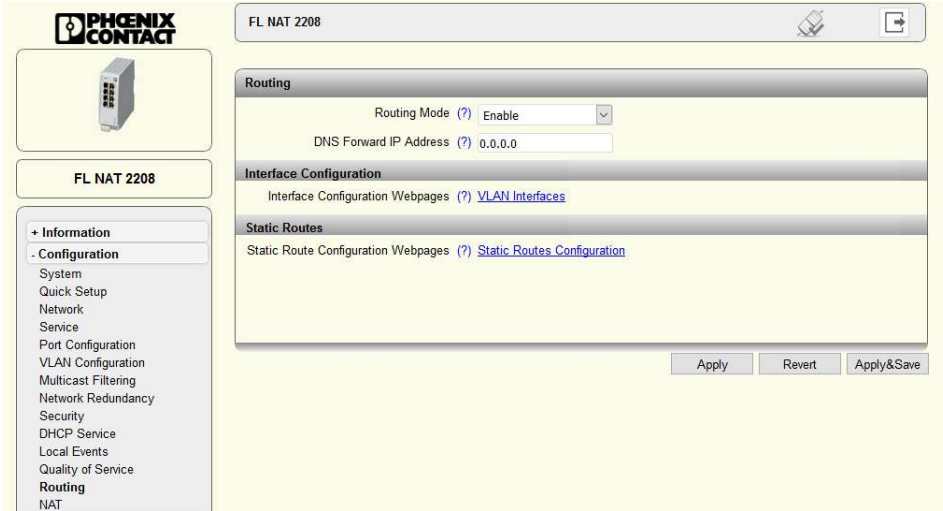 PHŒNIX
CONTACT
FL NAT 2208
FL NAT 2208
+ Information
- Configuration
System
Quick Setup
Network
Service
Port Configuration
VLAN Configuration
Multicast Filtering
Network Redundancy
Security
DHCP Service
Local Events
Quality of Service
Routing
NAT
Routing
Routing Mode (?) Enable
DNS Forward IP Address (?) 0.0.0.0
Interface Configuration
Interface Configuration Webpages (?) VLAN Interfaces
Static Routes
Static Route Configuration Webpages (?) Static Routes Configuration
Apply Revert Apply&Save